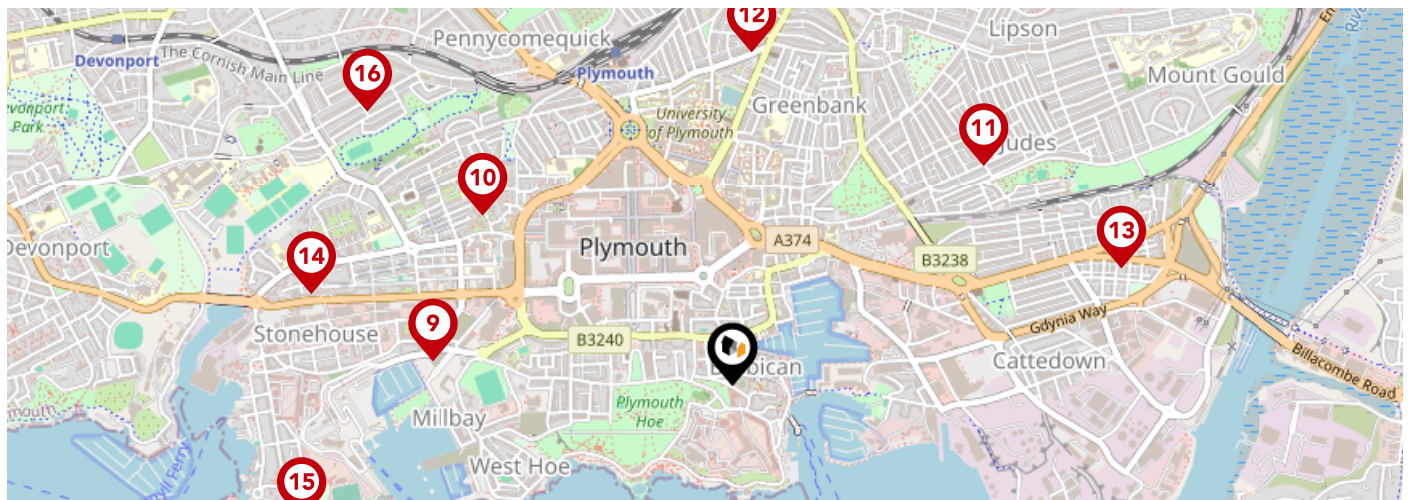 12
Lipson
Pennycomequick
Devonport
The Cornish Main Line
16
Plymouth
Mount Gould
Greenbank
University
of Plymouth
Park
11
judes
10
Devonport
Plymouth
A374
B3238
13
14
9
Stonehouse
B3240
Gdynia Way
Cattedown
Billacombe Road
Plymouth
Hoe
Millbay
West Hoe
15